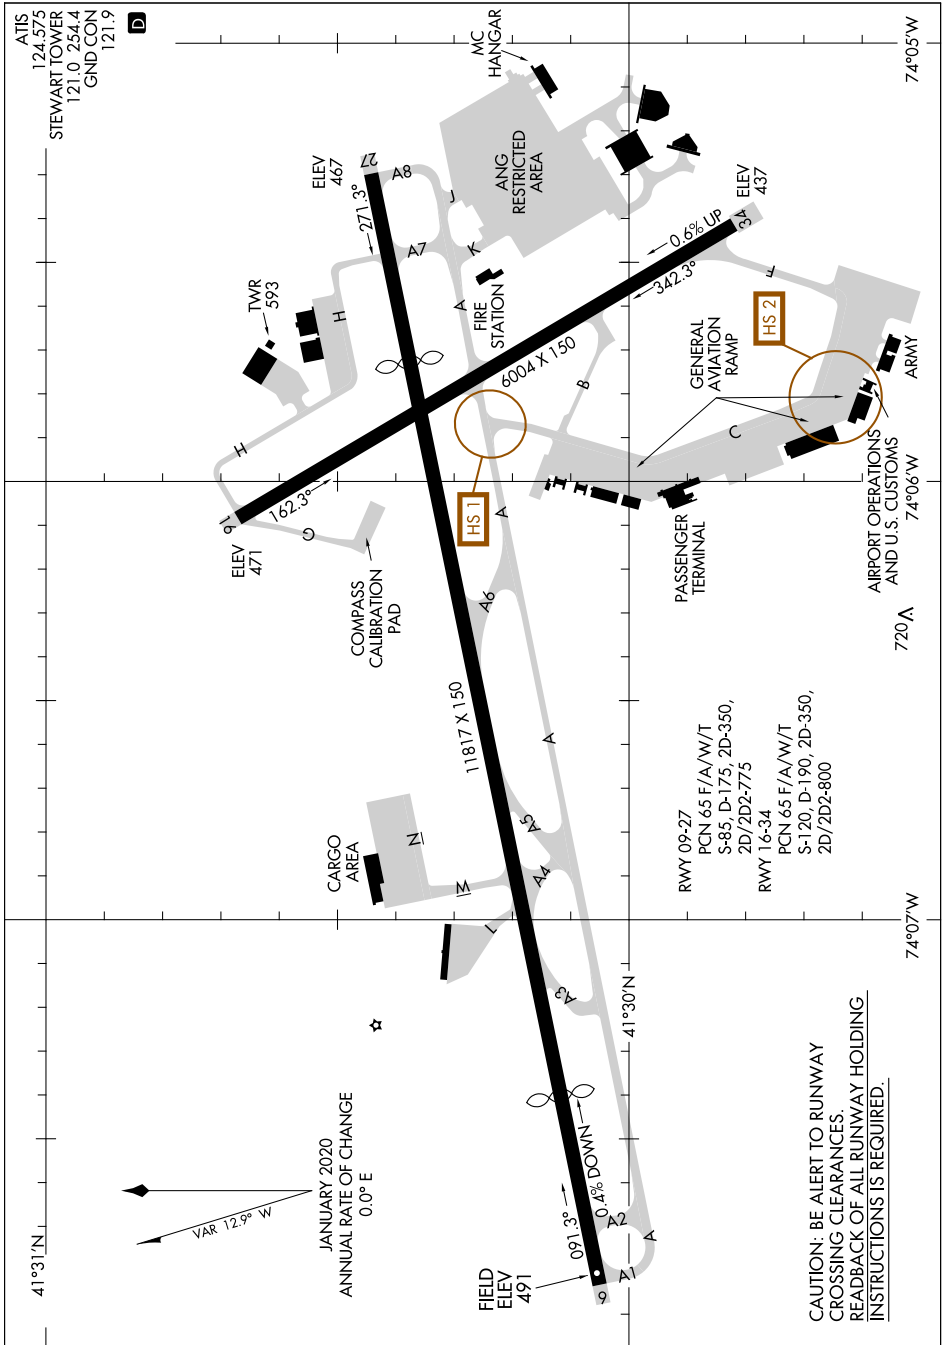 ATIS
124.575
STEWART TOWER
121.0 254.4
GND CON
121.9
D
74°05'W
MC
HANGAR
ANG
RESTRICTED
AREA
ELEV
467
27
271.3°
A8
J
A7
K
A
FIRE
STATION
TWR
593
H
H
ELEV
437
34
0.6% UP
342.3°
F
HS 2
6004 X 150
B
GENERAL
AVIATION
RAMP
C
ARMY
AIRPORT OPERATIONS
AND U.S. CUSTOMS
74°06'W
HS 1
A
16
162.3°
ELEV
471
G
COMPASS
CALIBRATION
PAD
PASSENGER
TERMINAL
720
A6
11817 X 150
A
A5
A4
N
CARGO
AREA
M
L
A3
RWY 09-27
PCN 65 F/A/W/T
S-85, D-175, 2D-350,
2D/2D2-775
RWY 16-34
PCN 65 F/A/W/T
S-120, D-190, 2D-350,
2D/2D2-800
74°07'W
41°30'N
41°31'N
VAR 12.9° W
JANUARY 2020
ANNUAL RATE OF CHANGE
0.0° E
FIELD
ELEV
491
091.3°
0.4% DOWN
9
A1
A2
A
CAUTION: BE ALERT TO RUNWAY
CROSSING CLEARANCES.
READBACK OF ALL RUNWAY HOLDING
INSTRUCTIONS IS REQUIRED.